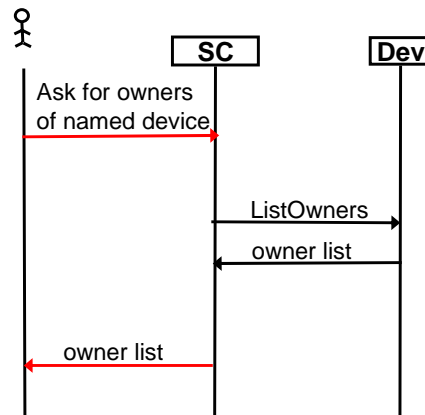 SC
Dev
Ask for owners
of named device
ListOwners
owner list
owner list